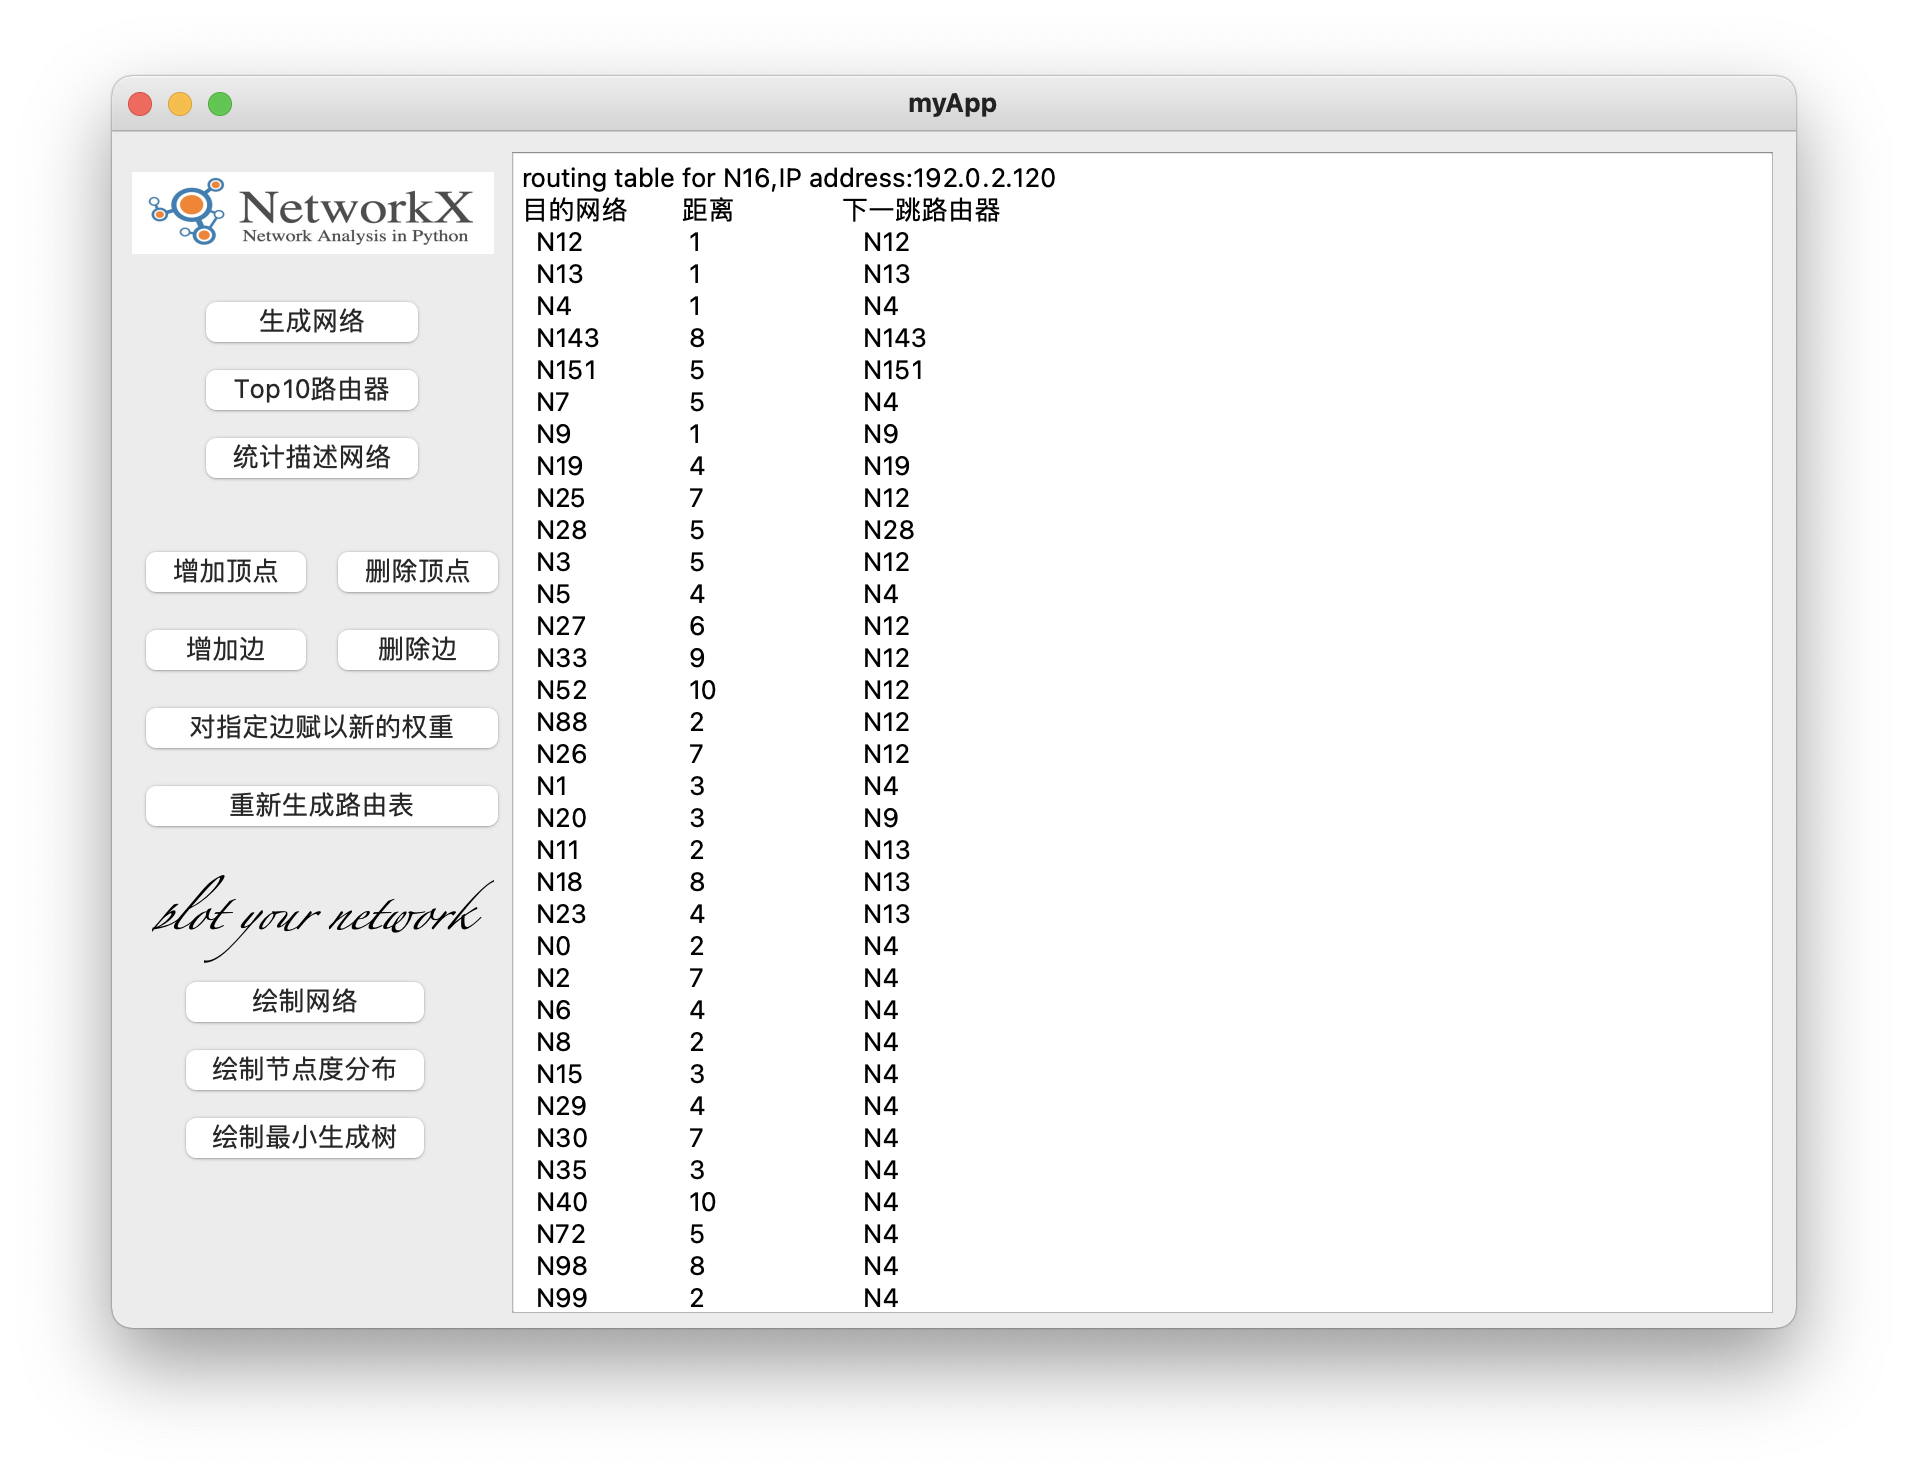 myApp
NetworkX
Network Analysis in Python
生成网络
Top10路由器
统计描述网络
增加顶点 删除顶点
增加边 删除边
对指定边赋以新的权重
重新生成路由表
plot your network
绘制网络
绘制节点度分布
绘制最小生成树
routing table for N16,IP address:192.0.2.120
目的网络 距离 下一跳路由器
N12 1 N12
N13 1 N13
N4 1 N4
N143 8 N143
N151 5 N151
N7 5 N4
N9 1 N9
N19 4 N19
N25 7 N12
N28 5 N28
N3 5 N12
N5 4 N4
N27 6 N12
N33 9 N12
N52 10 N12
N88 2 N12
N26 7 N12
N1 3 N4
N20 3 N9
N11 2 N13
N18 8 N13
N23 4 N13
N0 2 N4
N2 7 N4
N6 4 N4
N8 2 N4
N15 3 N4
N29 4 N4
N30 7 N4
N35 3 N4
N40 10 N4
N72 5 N4
N98 8 N4
N99 2 N4